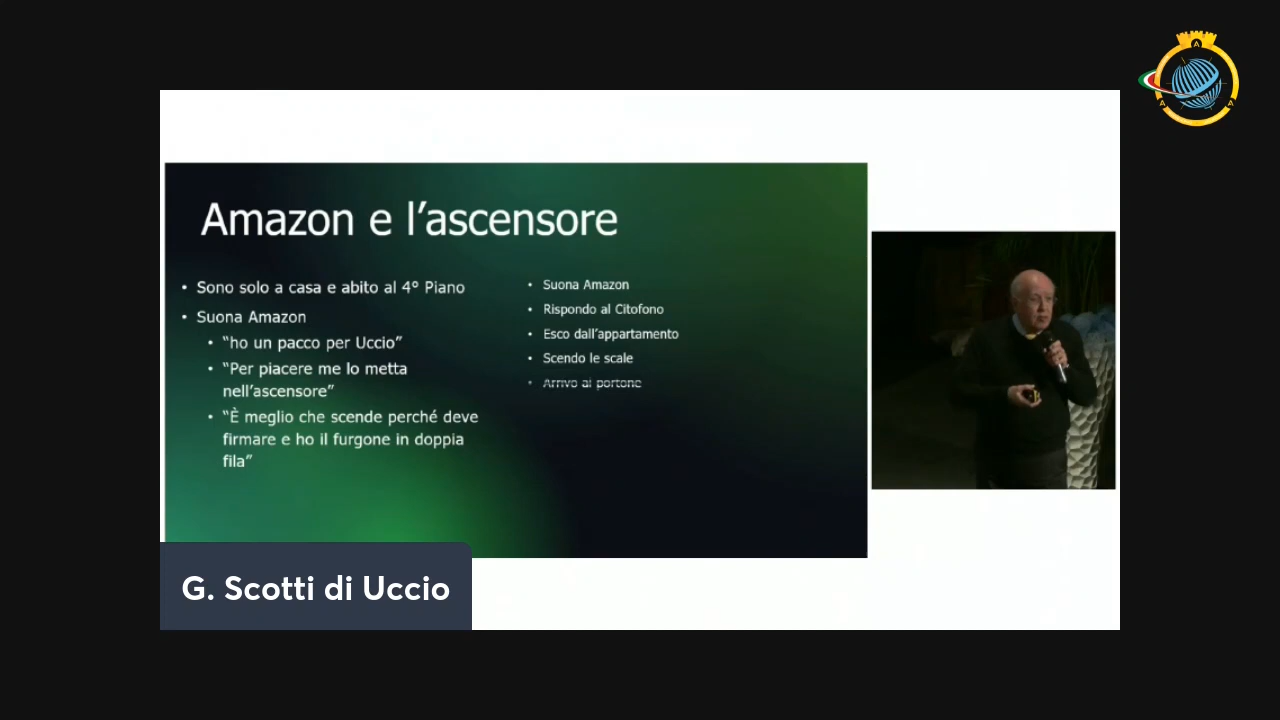 Amazon e l'ascensore
• Sono solo a casa e abito al 4° Piano
• Suona Amazon
• "ho un pacco per Uccio"
• "Per piacere me lo metta
nell'ascensore"
• "È meglio che scende perché deve
firmare e ho il furgone in doppia
fila"
• Suona Amazon
• Rispondo al Citofono
• Esco dall'appartamento
• Scendo le scale
• Arrivo al portone
G. Scotti di Uccio